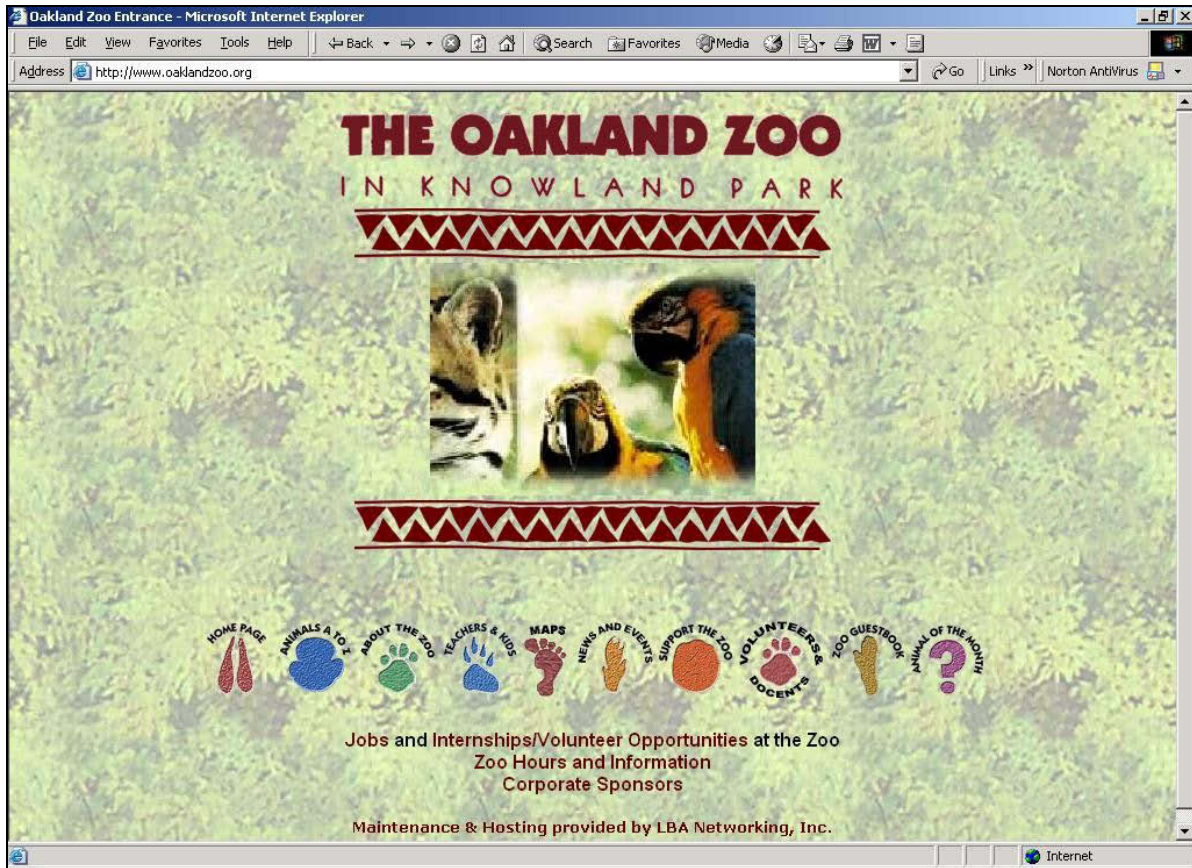 Oakland Zoo Entrance - Microsoft Internet Explorer
File Edit View Favorites Tools Help Back Search Favorites Media
Address http://www.oaklandzoo.org Go Links » Norton AntiVirus
THE OAKLAND ZOO
IN KNOWLAND PARK
HOME PAGE ANIMALS A TO Z ABOUT THE ZOO TEACHERS & KIDS MAPS NEWS AND EVENTS SUPPORT THE ZOO VOLUNTEERS & DOCENTS ZOO GUESTBOOK ANIMAL OF THE MONTH
Jobs and Internships/Volunteer Opportunities at the Zoo
Zoo Hours and Information
Corporate Sponsors
Maintenance & Hosting provided by LBA Networking, Inc.
Internet